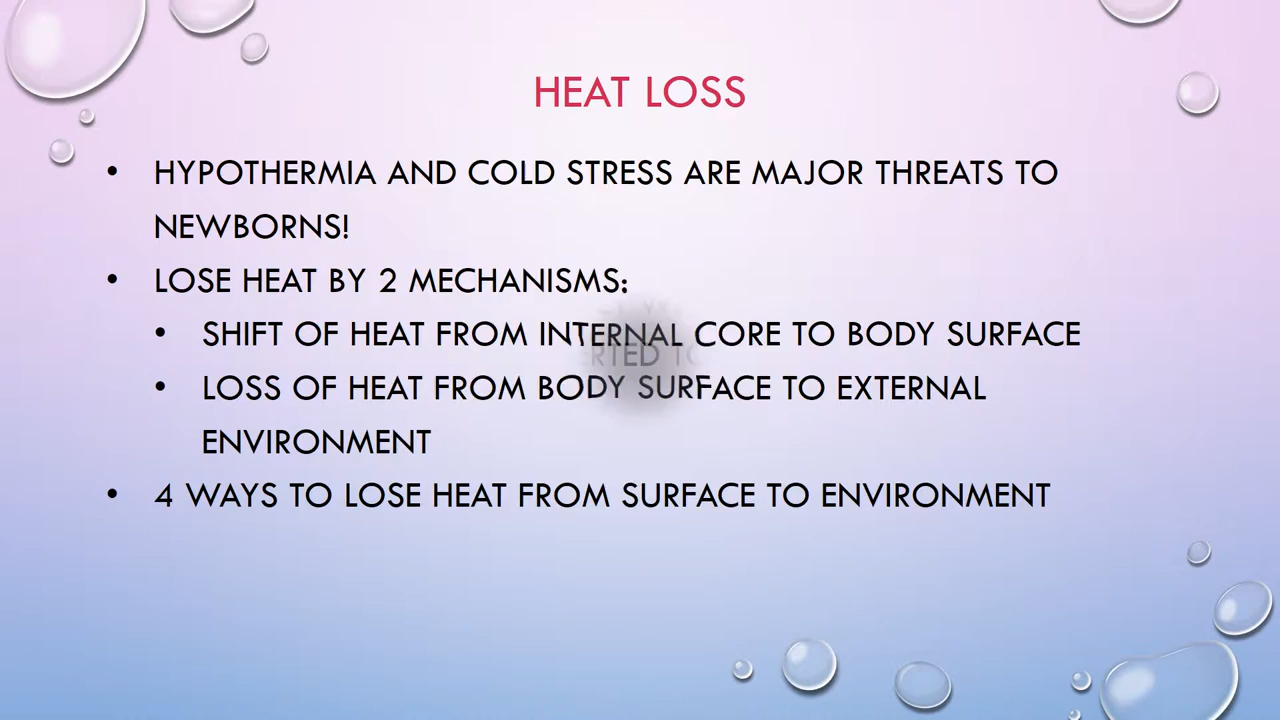 HEAT LOSS
• HYPOTHERMIA AND COLD STRESS ARE MAJOR THREATS TO
NEWBORNS!
• LOSE HEAT BY 2 MECHANISMS:
• SHIFT OF HEAT FROM INTERNAL CORE TO BODY SURFACE
• LOSS OF HEAT FROM BODY SURFACE TO EXTERNAL
ENVIRONMENT
• 4 WAYS TO LOSE HEAT FROM SURFACE TO ENVIRONMENT